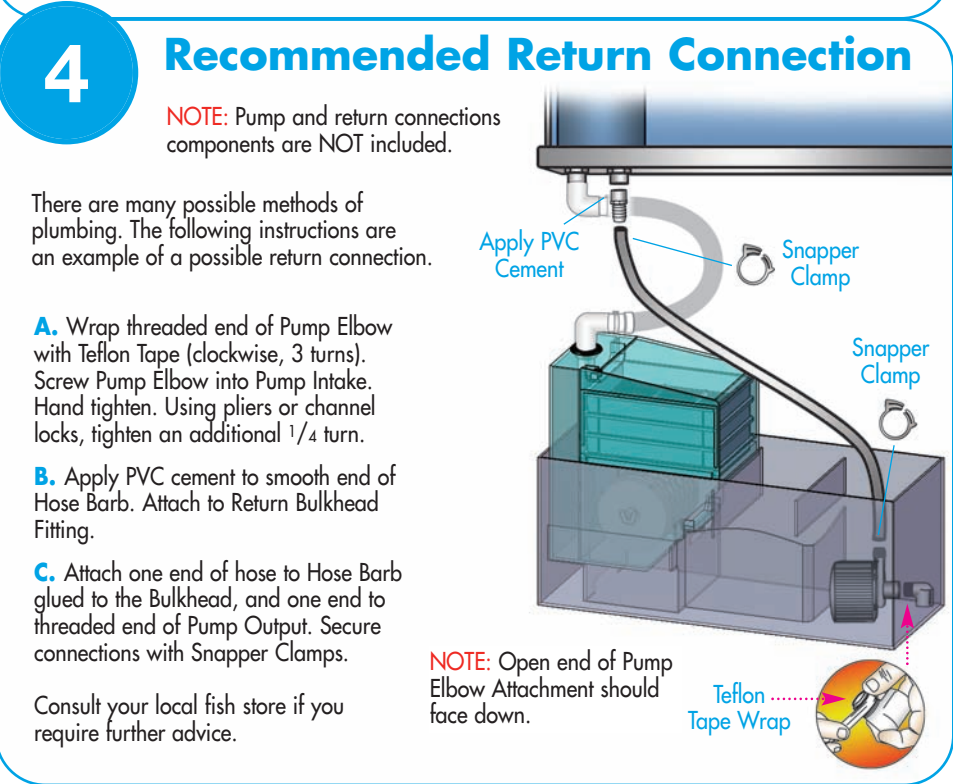 4
Recommended Return Connection
NOTE: Pump and return connections
components are NOT included.
There are many possible methods of
plumbing. The following instructions are
an example of a possible return connection.
A. Wrap threaded end of Pump Elbow
with Teflon Tape (clockwise, 3 turns).
Screw Pump Elbow into Pump Intake.
Hand tighten. Using pliers or channel
locks, tighten an additional 1/4 turn.
B. Apply PVC cement to smooth end of
Hose Barb. Attach to Return Bulkhead
Fitting.
C. Attach one end of hose to Hose Barb
glued to the Bulkhead, and one end to
threaded end of Pump Output. Secure
connections with Snapper Clamps.
Consult your local fish store if you
require further advice.
Apply PVC
Cement
Snapper
Clamp
Snapper
Clamp
NOTE: Open end of Pump
Elbow Attachment should
face down.
Teflon
Tape Wrap